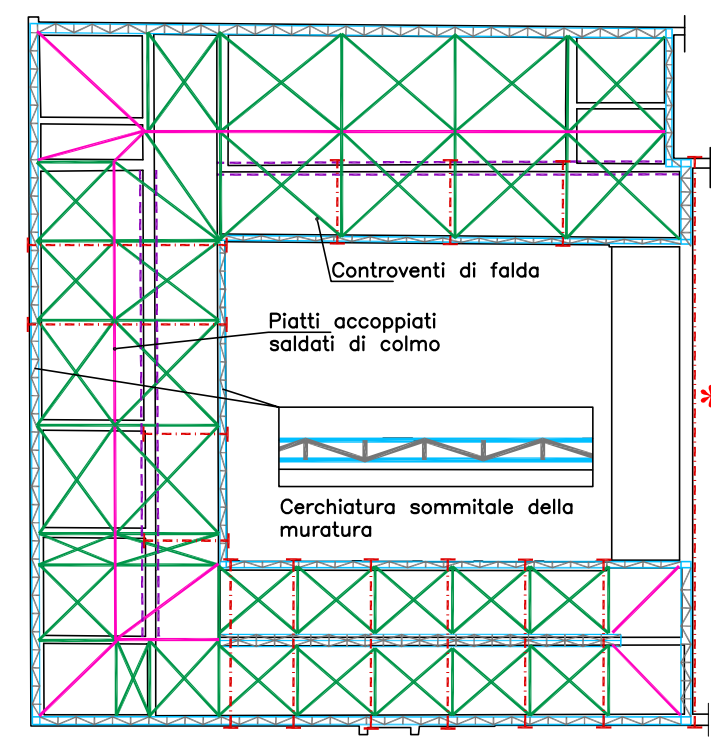 Controventi di falda
Piatti accoppiati
saldati di colmo
Cerchiatura sommitale della
muratura
*